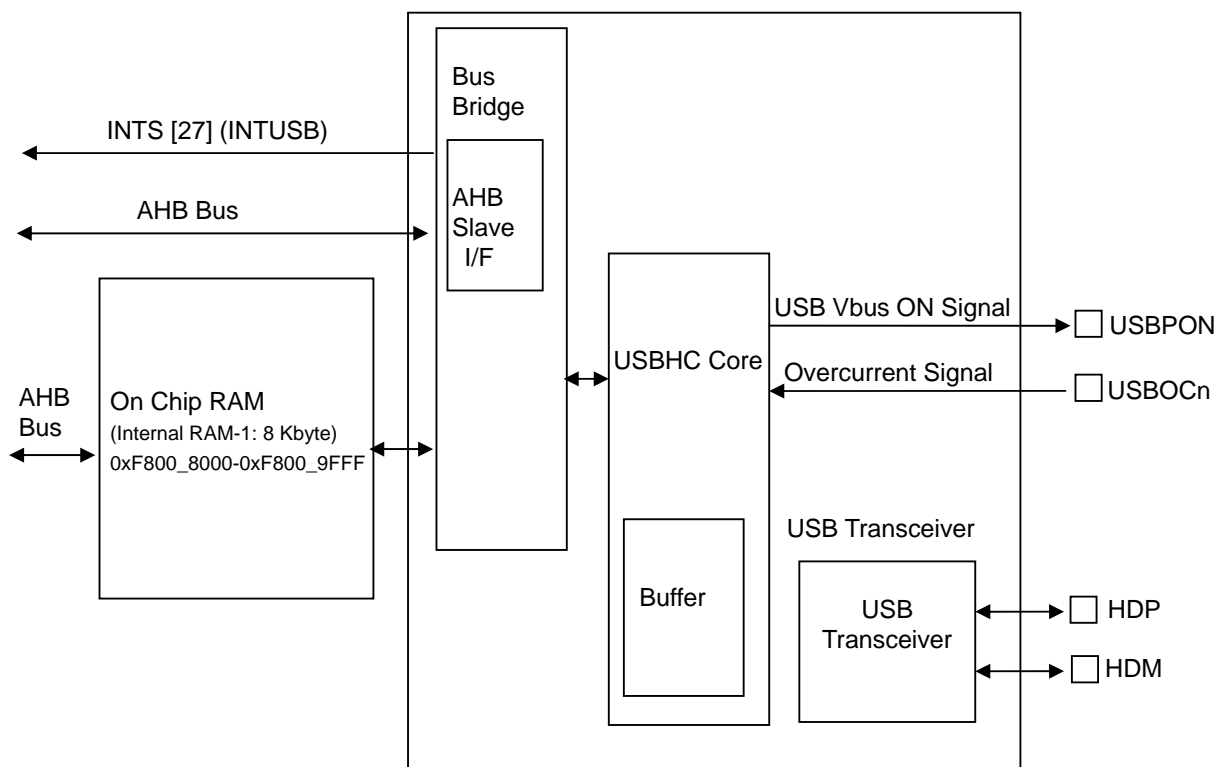 Bus
Bridge
INTS [27] (INTUSB)
AHB
Slave
I/F
AHB Bus
USB Vbus ON Signal
USBPON
USBHC Core
Overcurrent Signal
USBOCn
AHB
Bus
On Chip RAM
(Internal RAM-1: 8 Kbyte)
0xF800_8000-0xF800_9FFF
USB Transceiver
Buffer
USB
Transceiver
HDP
HDM